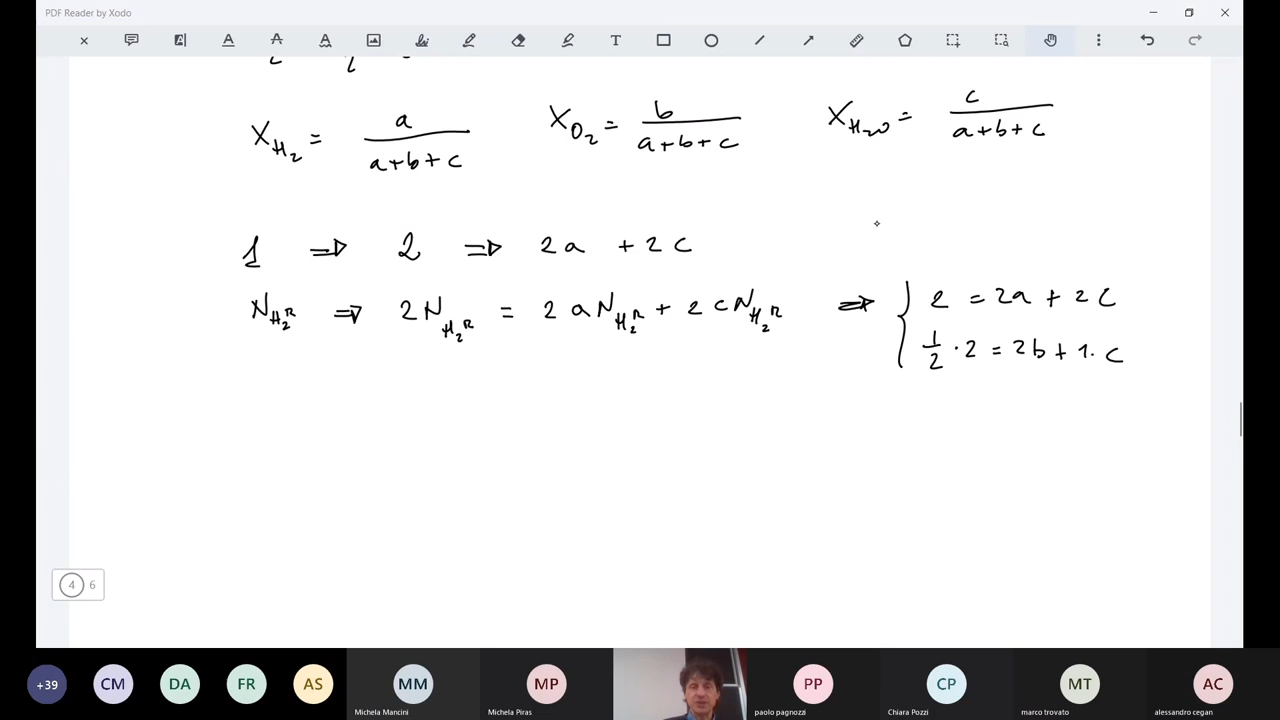 PDF Reader by Xodo
X_H₂ = a/(a+b+c) X_O₂ = b/(a+b+c) X_H₂O = c/(a+b+c)
1 ⇒ 2 ⇒ 2a + 2c
N_H₂^R ⇒ 2N_H₂^R = 2aN_H₂^R + 2cN_H₂^R ⇒ { 2 = 2a + 2c
1/2 · 2 = 2b + 1 · c
4 6
+39 CM DA FR AS MM MP PP CP MT AC
Michela Mancini Michela Piras paolo pagnozzi Chiara Pozzi marco trovato alessandro cegan